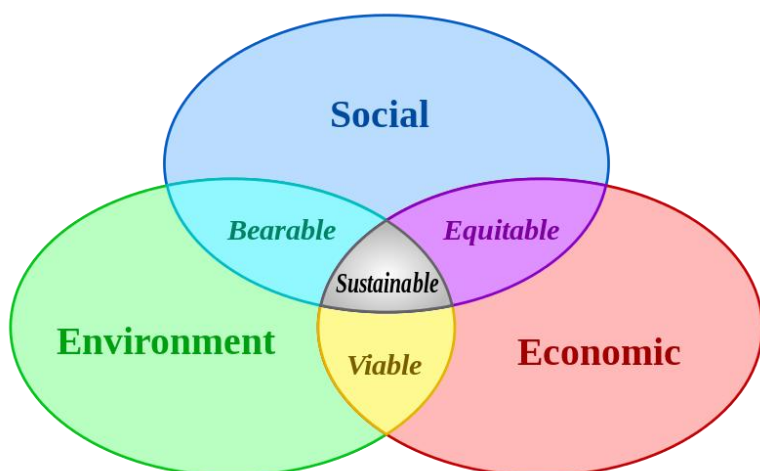 Social
Bearable
Equitable
Sustainable
Environment
Economic
Viable